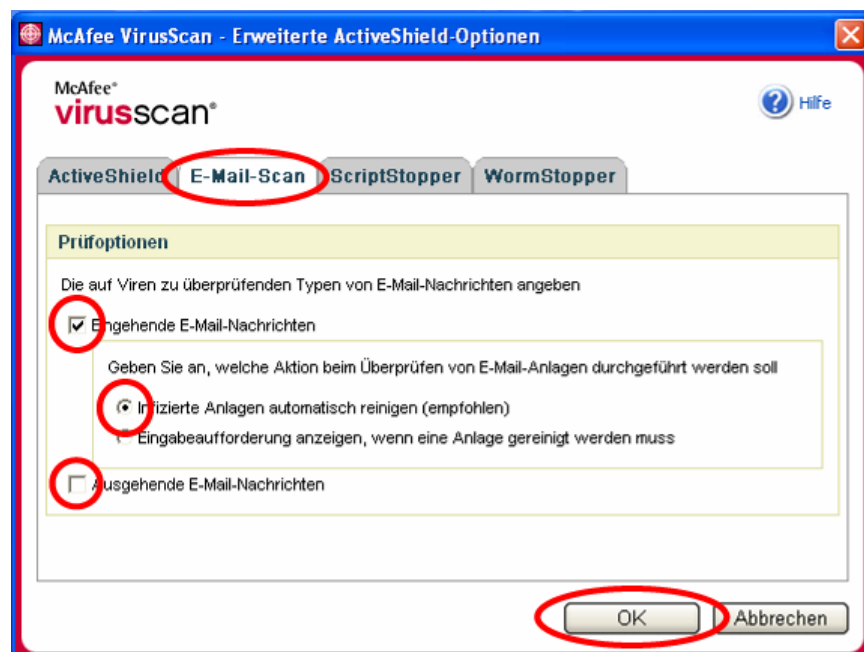 McAfee VirusScan - Erweiterte ActiveShield-Optionen
McAfee®
virusscan®
Hilfe
ActiveShield
E-Mail-Scan
ScriptStopper
WormStopper
Prüfoptionen
Die auf Viren zu überprüfenden Typen von E-Mail-Nachrichten angeben
Eingehende E-Mail-Nachrichten
Geben Sie an, welche Aktion beim Überprüfen von E-Mail-Anlagen durchgeführt werden soll
Infizierte Anlagen automatisch reinigen (empfohlen)
Eingabeaufforderung anzeigen, wenn eine Anlage gereinigt werden muss
Ausgehende E-Mail-Nachrichten
OK
Abbrechen